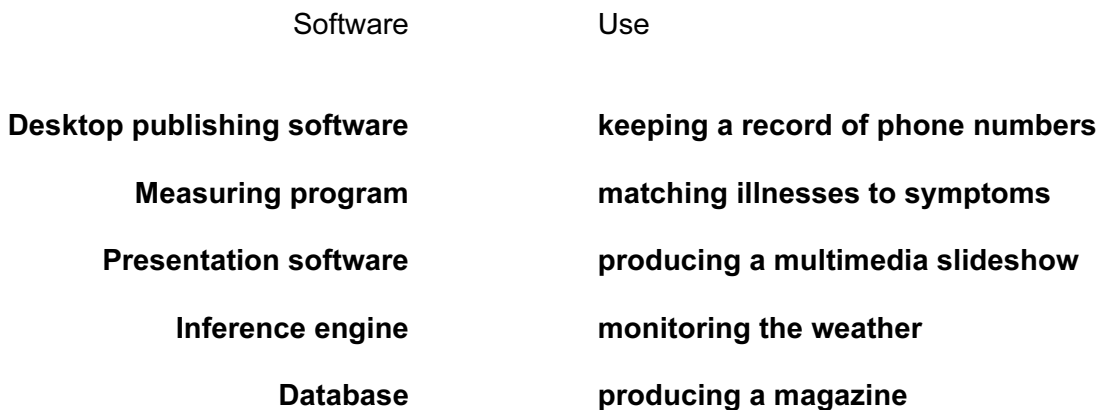 Software Use
Desktop publishing software keeping a record of phone numbers
Measuring program matching illnesses to symptoms
Presentation software producing a multimedia slideshow
Inference engine monitoring the weather
Database producing a magazine